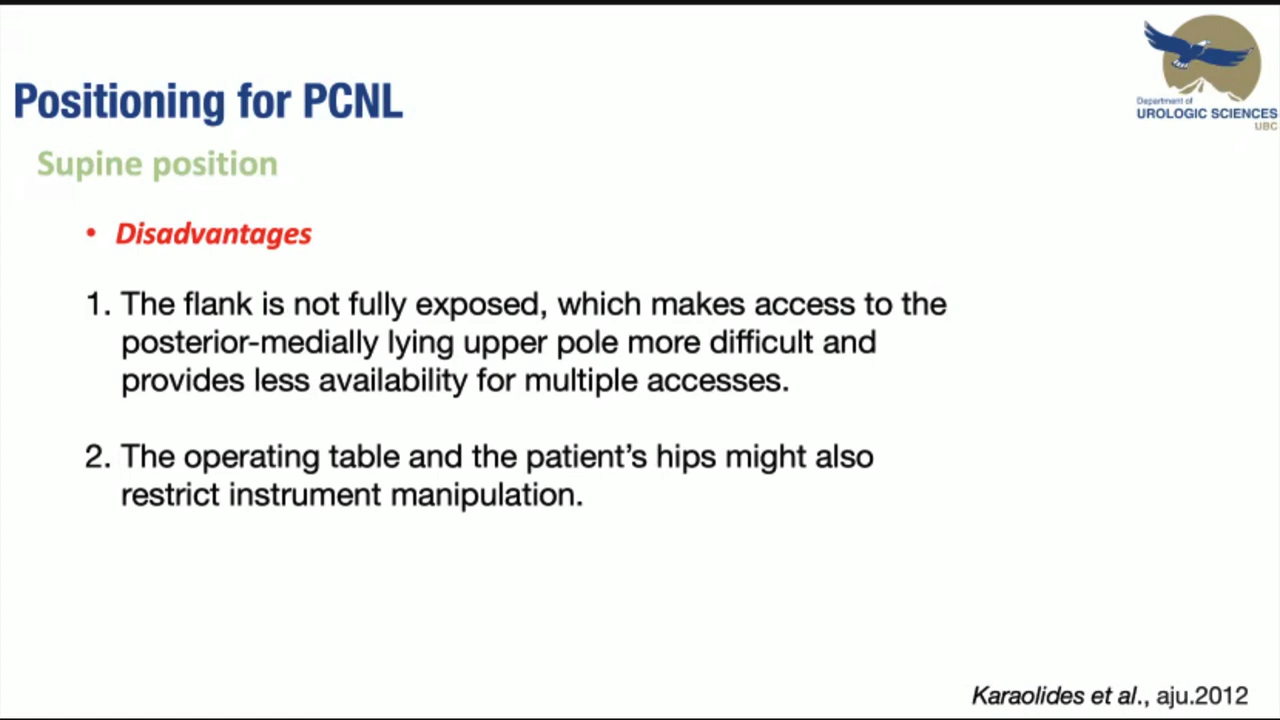 Department of
UROLOGIC SCIENCES
UBC
Positioning for PCNL
Supine position
• Disadvantages
1. The flank is not fully exposed, which makes access to the
posterior-medially lying upper pole more difficult and
provides less availability for multiple accesses.
2. The operating table and the patient’s hips might also
restrict instrument manipulation.
Karaolides et al., aju.2012